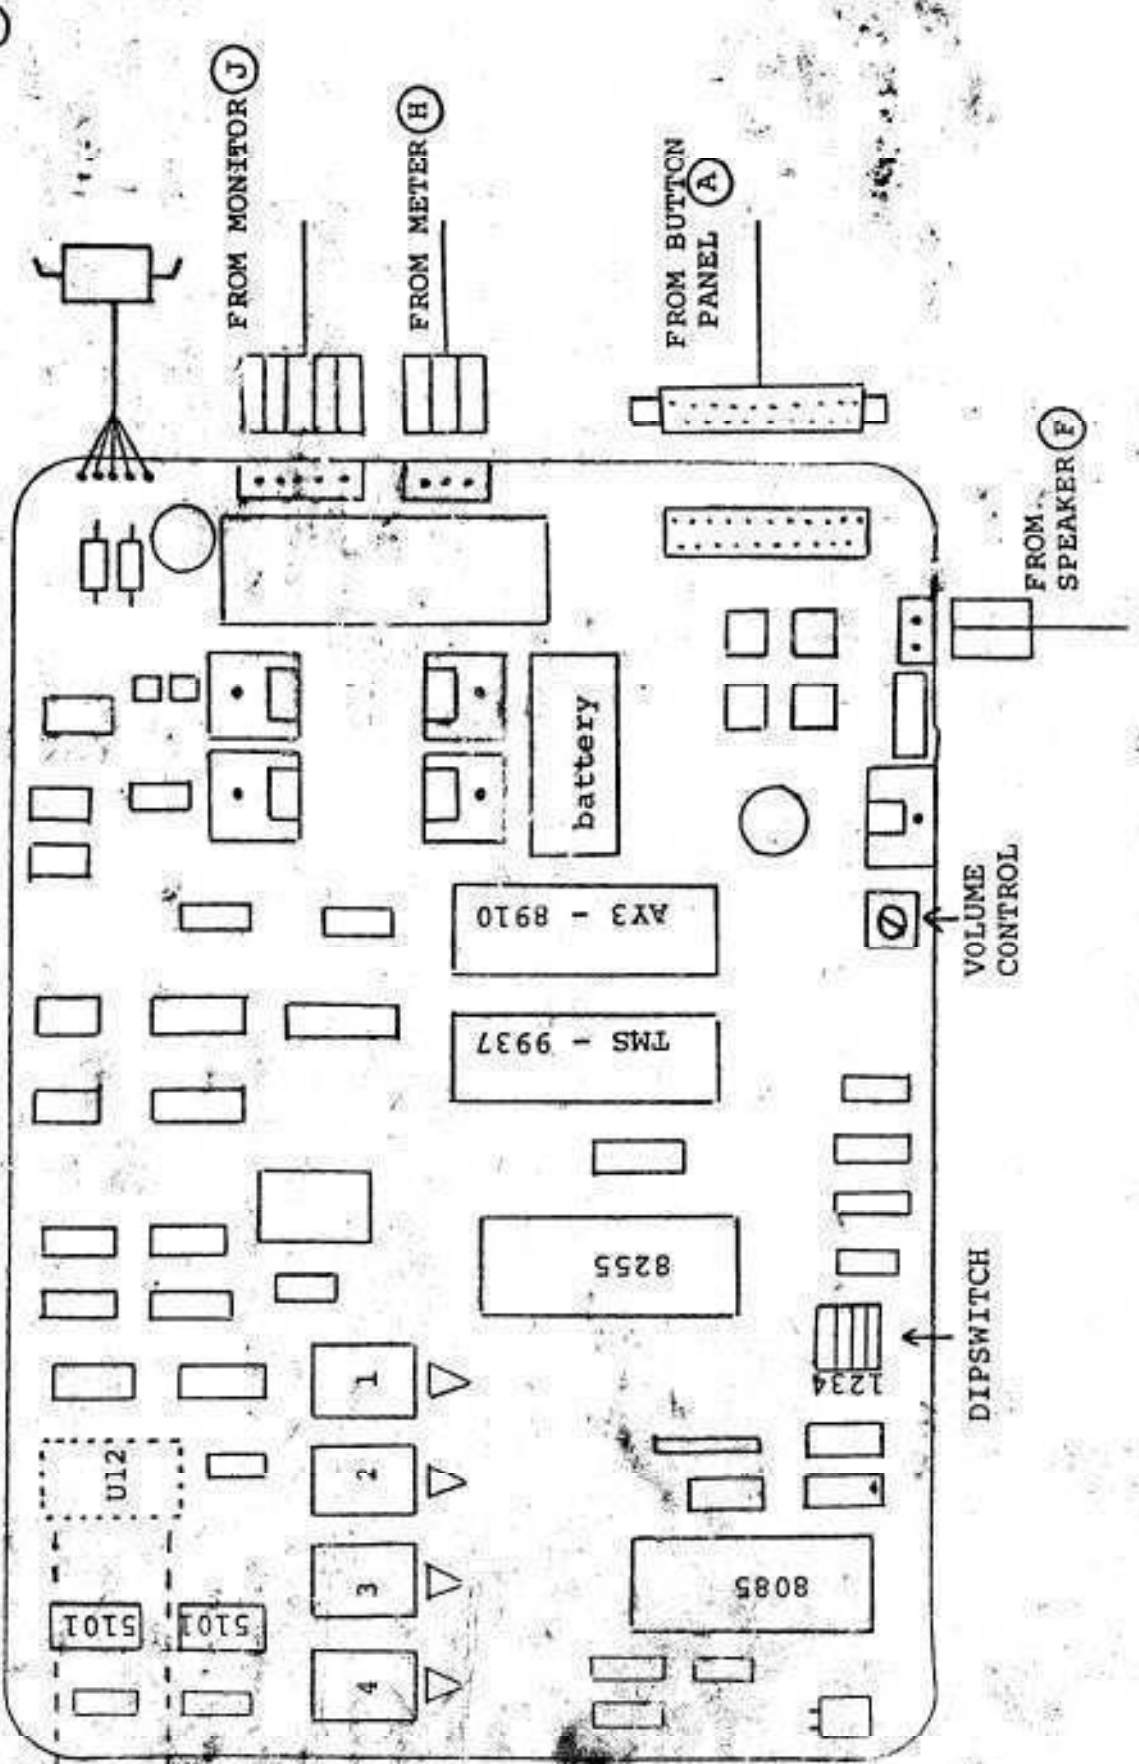 FROM MONITOR J
FROM METER H
FROM BUTTON
PANEL A
FROM
SPEAKER F
battery
AY3 - 8910
VOLUME
CONTROL
TMS - 9937
8255
DIPSWITCH
1234
1
2
3
4
U12
5101
5101
8085